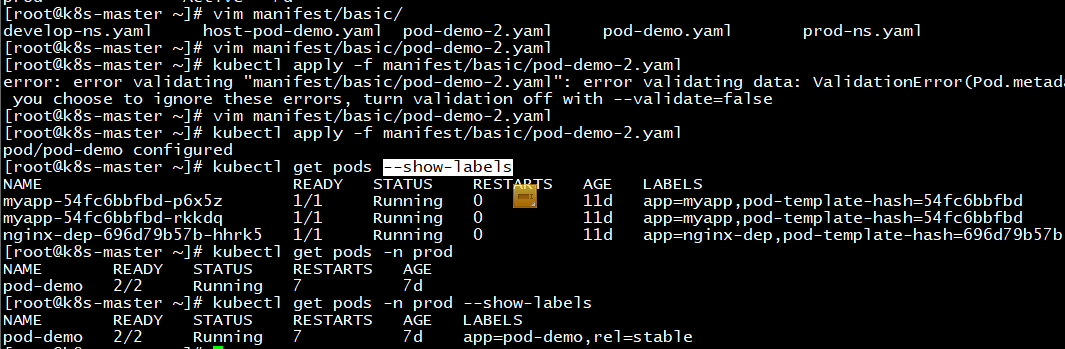 [root@k8s-master ~]# vim manifest/basic/
develop-ns.yaml host-pod-demo.yaml pod-demo-2.yaml pod-demo.yaml prod-ns.yaml
[root@k8s-master ~]# vim manifest/basic/pod-demo-2.yaml
[root@k8s-master ~]# kubectl apply -f manifest/basic/pod-demo-2.yaml
error: error validating "manifest/basic/pod-demo-2.yaml": error validating data: ValidationError(Pod.metad
you choose to ignore these errors, turn validation off with --validate=false
[root@k8s-master ~]# vim manifest/basic/pod-demo-2.yaml
[root@k8s-master ~]# kubectl apply -f manifest/basic/pod-demo-2.yaml
pod/pod-demo configured
[root@k8s-master ~]# kubectl get pods --show-labels
NAME READY STATUS RESTARTS AGE LABELS
myapp-54fc6bbfbd-p6x5z 1/1 Running 0 11d app=myapp,pod-template-hash=54fc6bbfbd
myapp-54fc6bbfbd-rkkdq 1/1 Running 0 11d app=myapp,pod-template-hash=54fc6bbfbd
nginx-dep-696d79b57b-hhrk5 1/1 Running 0 11d app=nginx-dep,pod-template-hash=696d79b57b
[root@k8s-master ~]# kubectl get pods -n prod
NAME READY STATUS RESTARTS AGE
pod-demo 2/2 Running 7 7d
[root@k8s-master ~]# kubectl get pods -n prod --show-labels
NAME READY STATUS RESTARTS AGE LABELS
pod-demo 2/2 Running 7 7d app=pod-demo,rel=stable